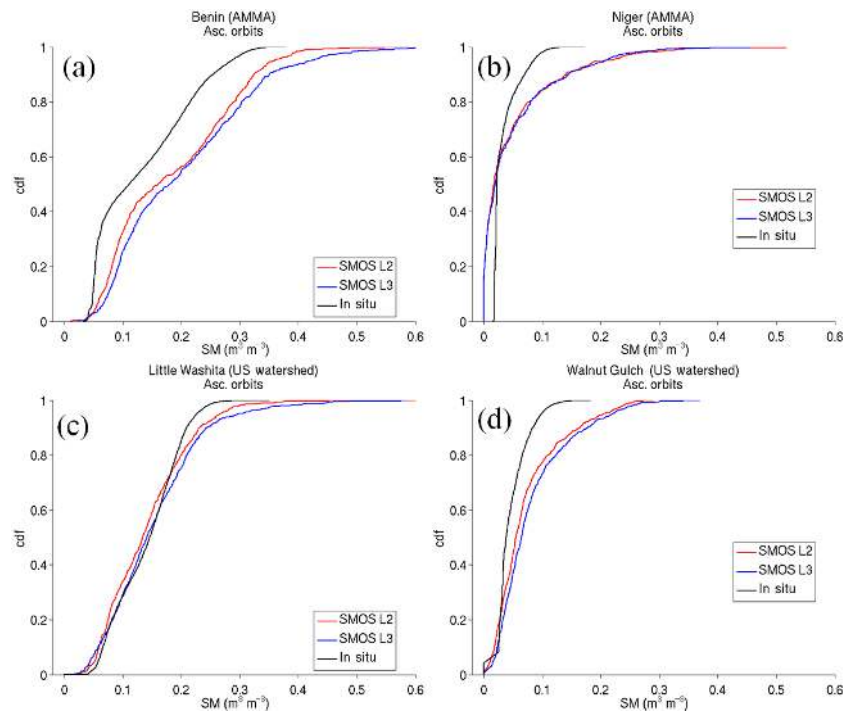 Benin (AMMA)
Asc. orbits
(a)
1
0.8
0.6
0.4
0.2
0
cdf
0 0.1 0.2 0.3 0.4 0.5 0.6
SM (m³ m⁻³)
SMOS L2
SMOS L3
In situ
Niger (AMMA)
Asc. orbits
(b)
1
0.8
0.6
0.4
0.2
0
cdf
0 0.1 0.2 0.3 0.4 0.5 0.6
SM (m³ m⁻³)
SMOS L2
SMOS L3
In situ
Little Washita (US watershed)
Asc. orbits
(c)
1
0.8
0.6
0.4
0.2
0
cdf
0 0.1 0.2 0.3 0.4 0.5 0.6
SM (m³ m⁻³)
SMOS L2
SMOS L3
In situ
Walnut Gulch (US watershed)
Asc. orbits
(d)
1
0.8
0.6
0.4
0.2
0
cdf
0 0.1 0.2 0.3 0.4 0.5 0.6
SM (m³ m⁻³)
SMOS L2
SMOS L3
In situ